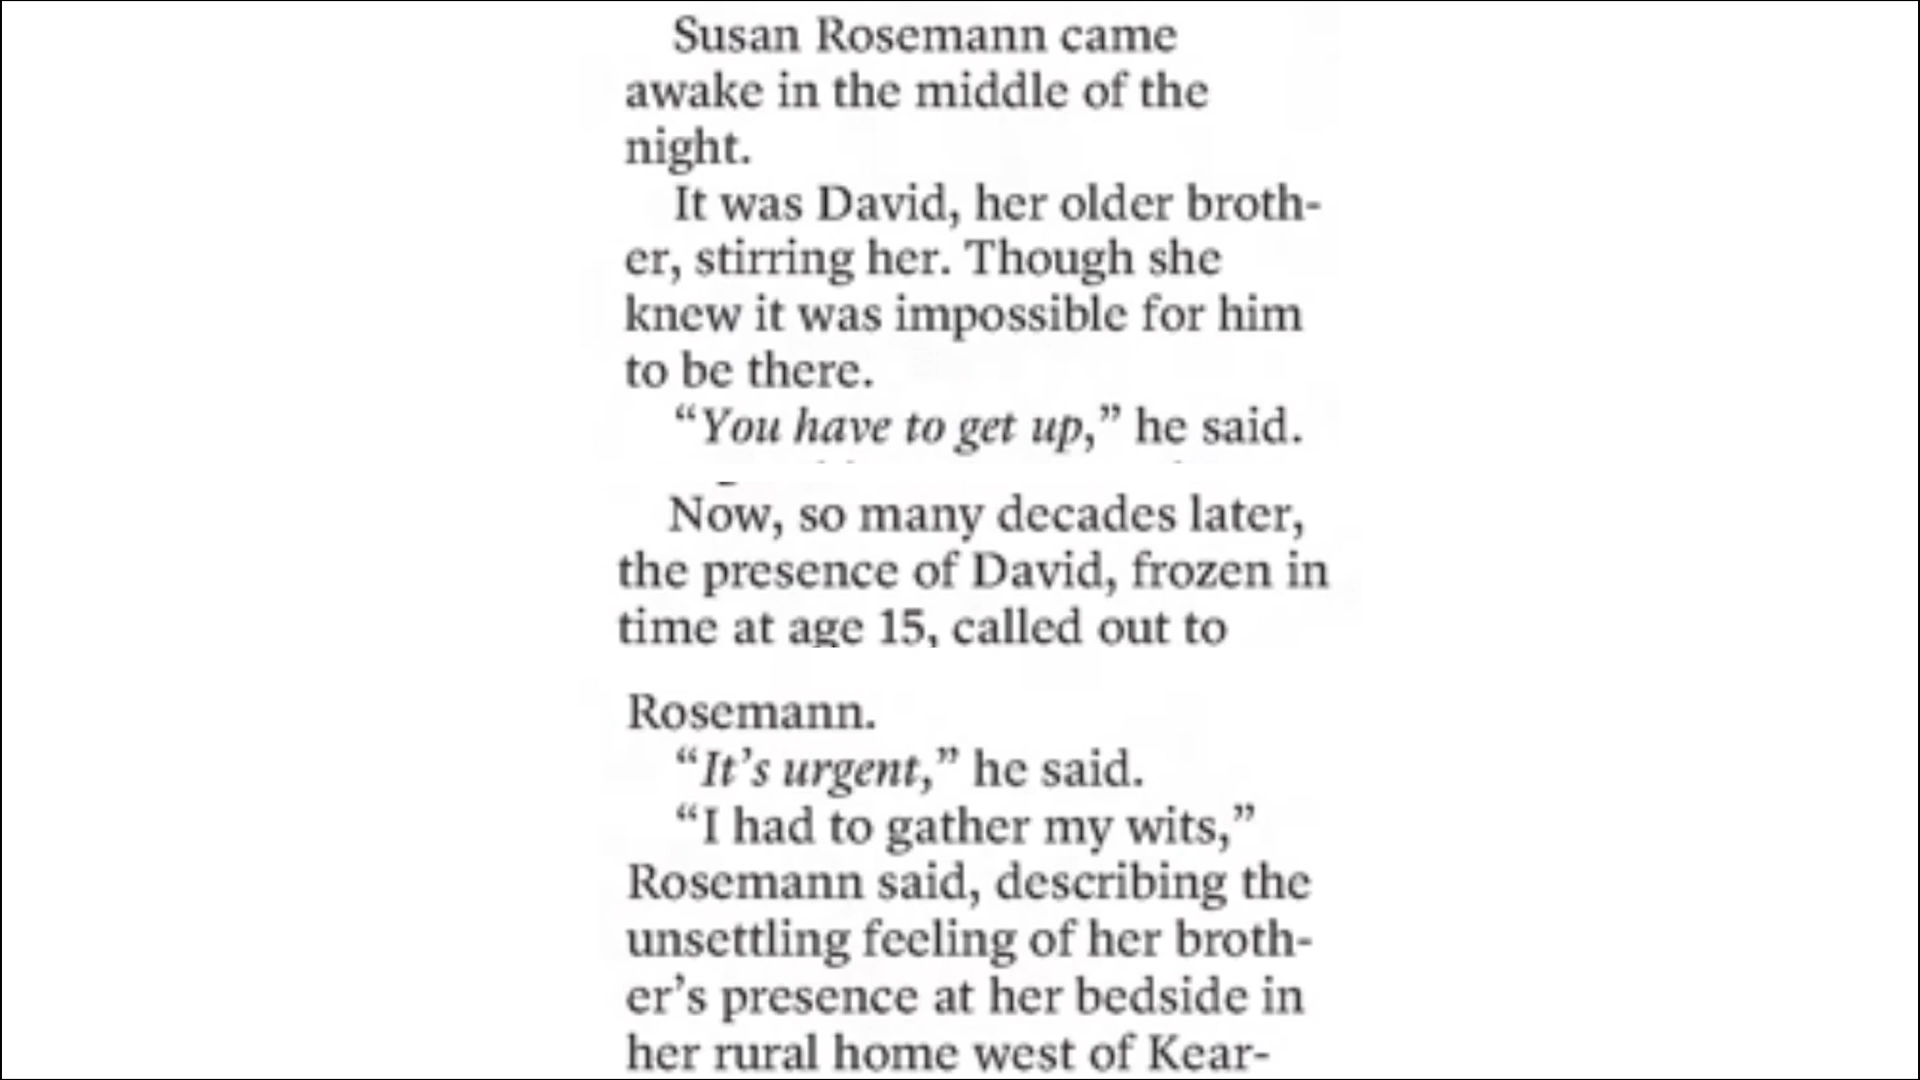 Susan Rosemann came
awake in the middle of the
night.
It was David, her older broth-
er, stirring her. Though she
knew it was impossible for him
to be there.
“You have to get up,” he said.
Now, so many decades later,
the presence of David, frozen in
time at age 15, called out to
Rosemann.
“It’s urgent,” he said.
“I had to gather my wits,”
Rosemann said, describing the
unsettling feeling of her broth-
er’s presence at her bedside in
her rural home west of Kear-